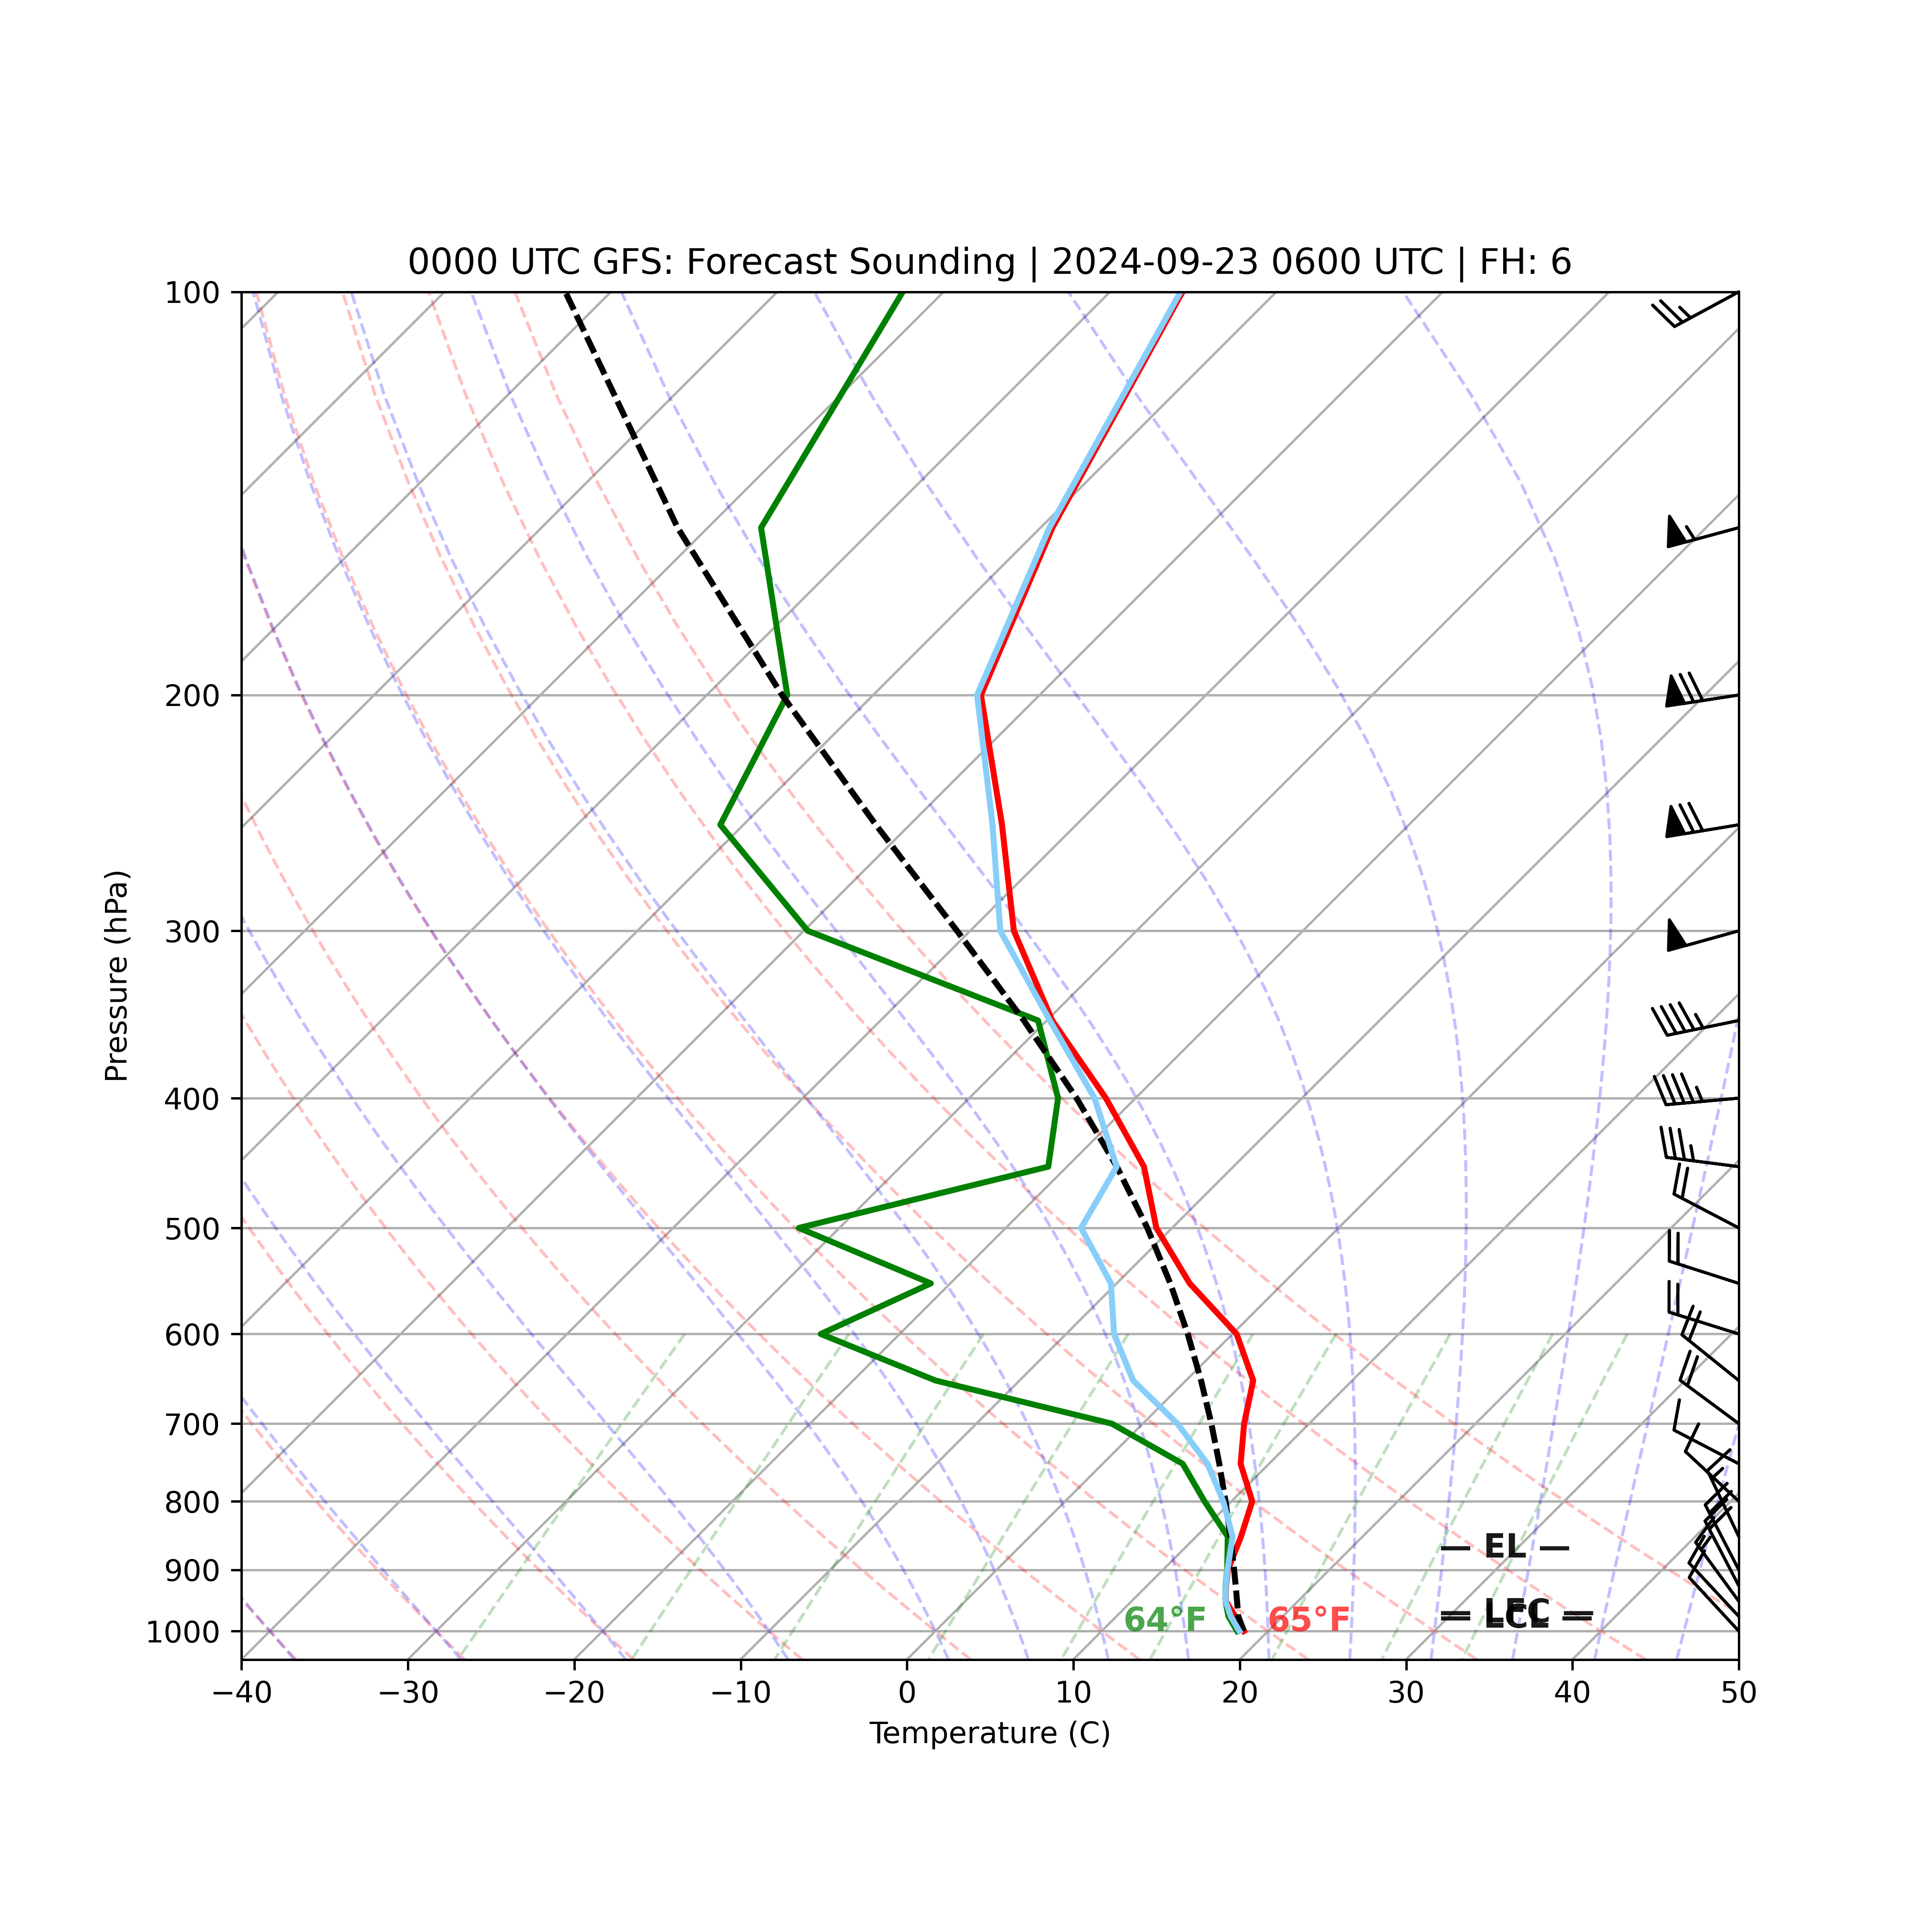 0000 UTC GFS: Forecast Sounding | 2024-09-23 0600 UTC | FH: 6
100
200
300
400
500
600
700
800
900
1000
Pressure (hPa)
— EL —
64°F 65°F
−40 −30 −20 −10 0 10 20 30 40 50
Temperature (C)